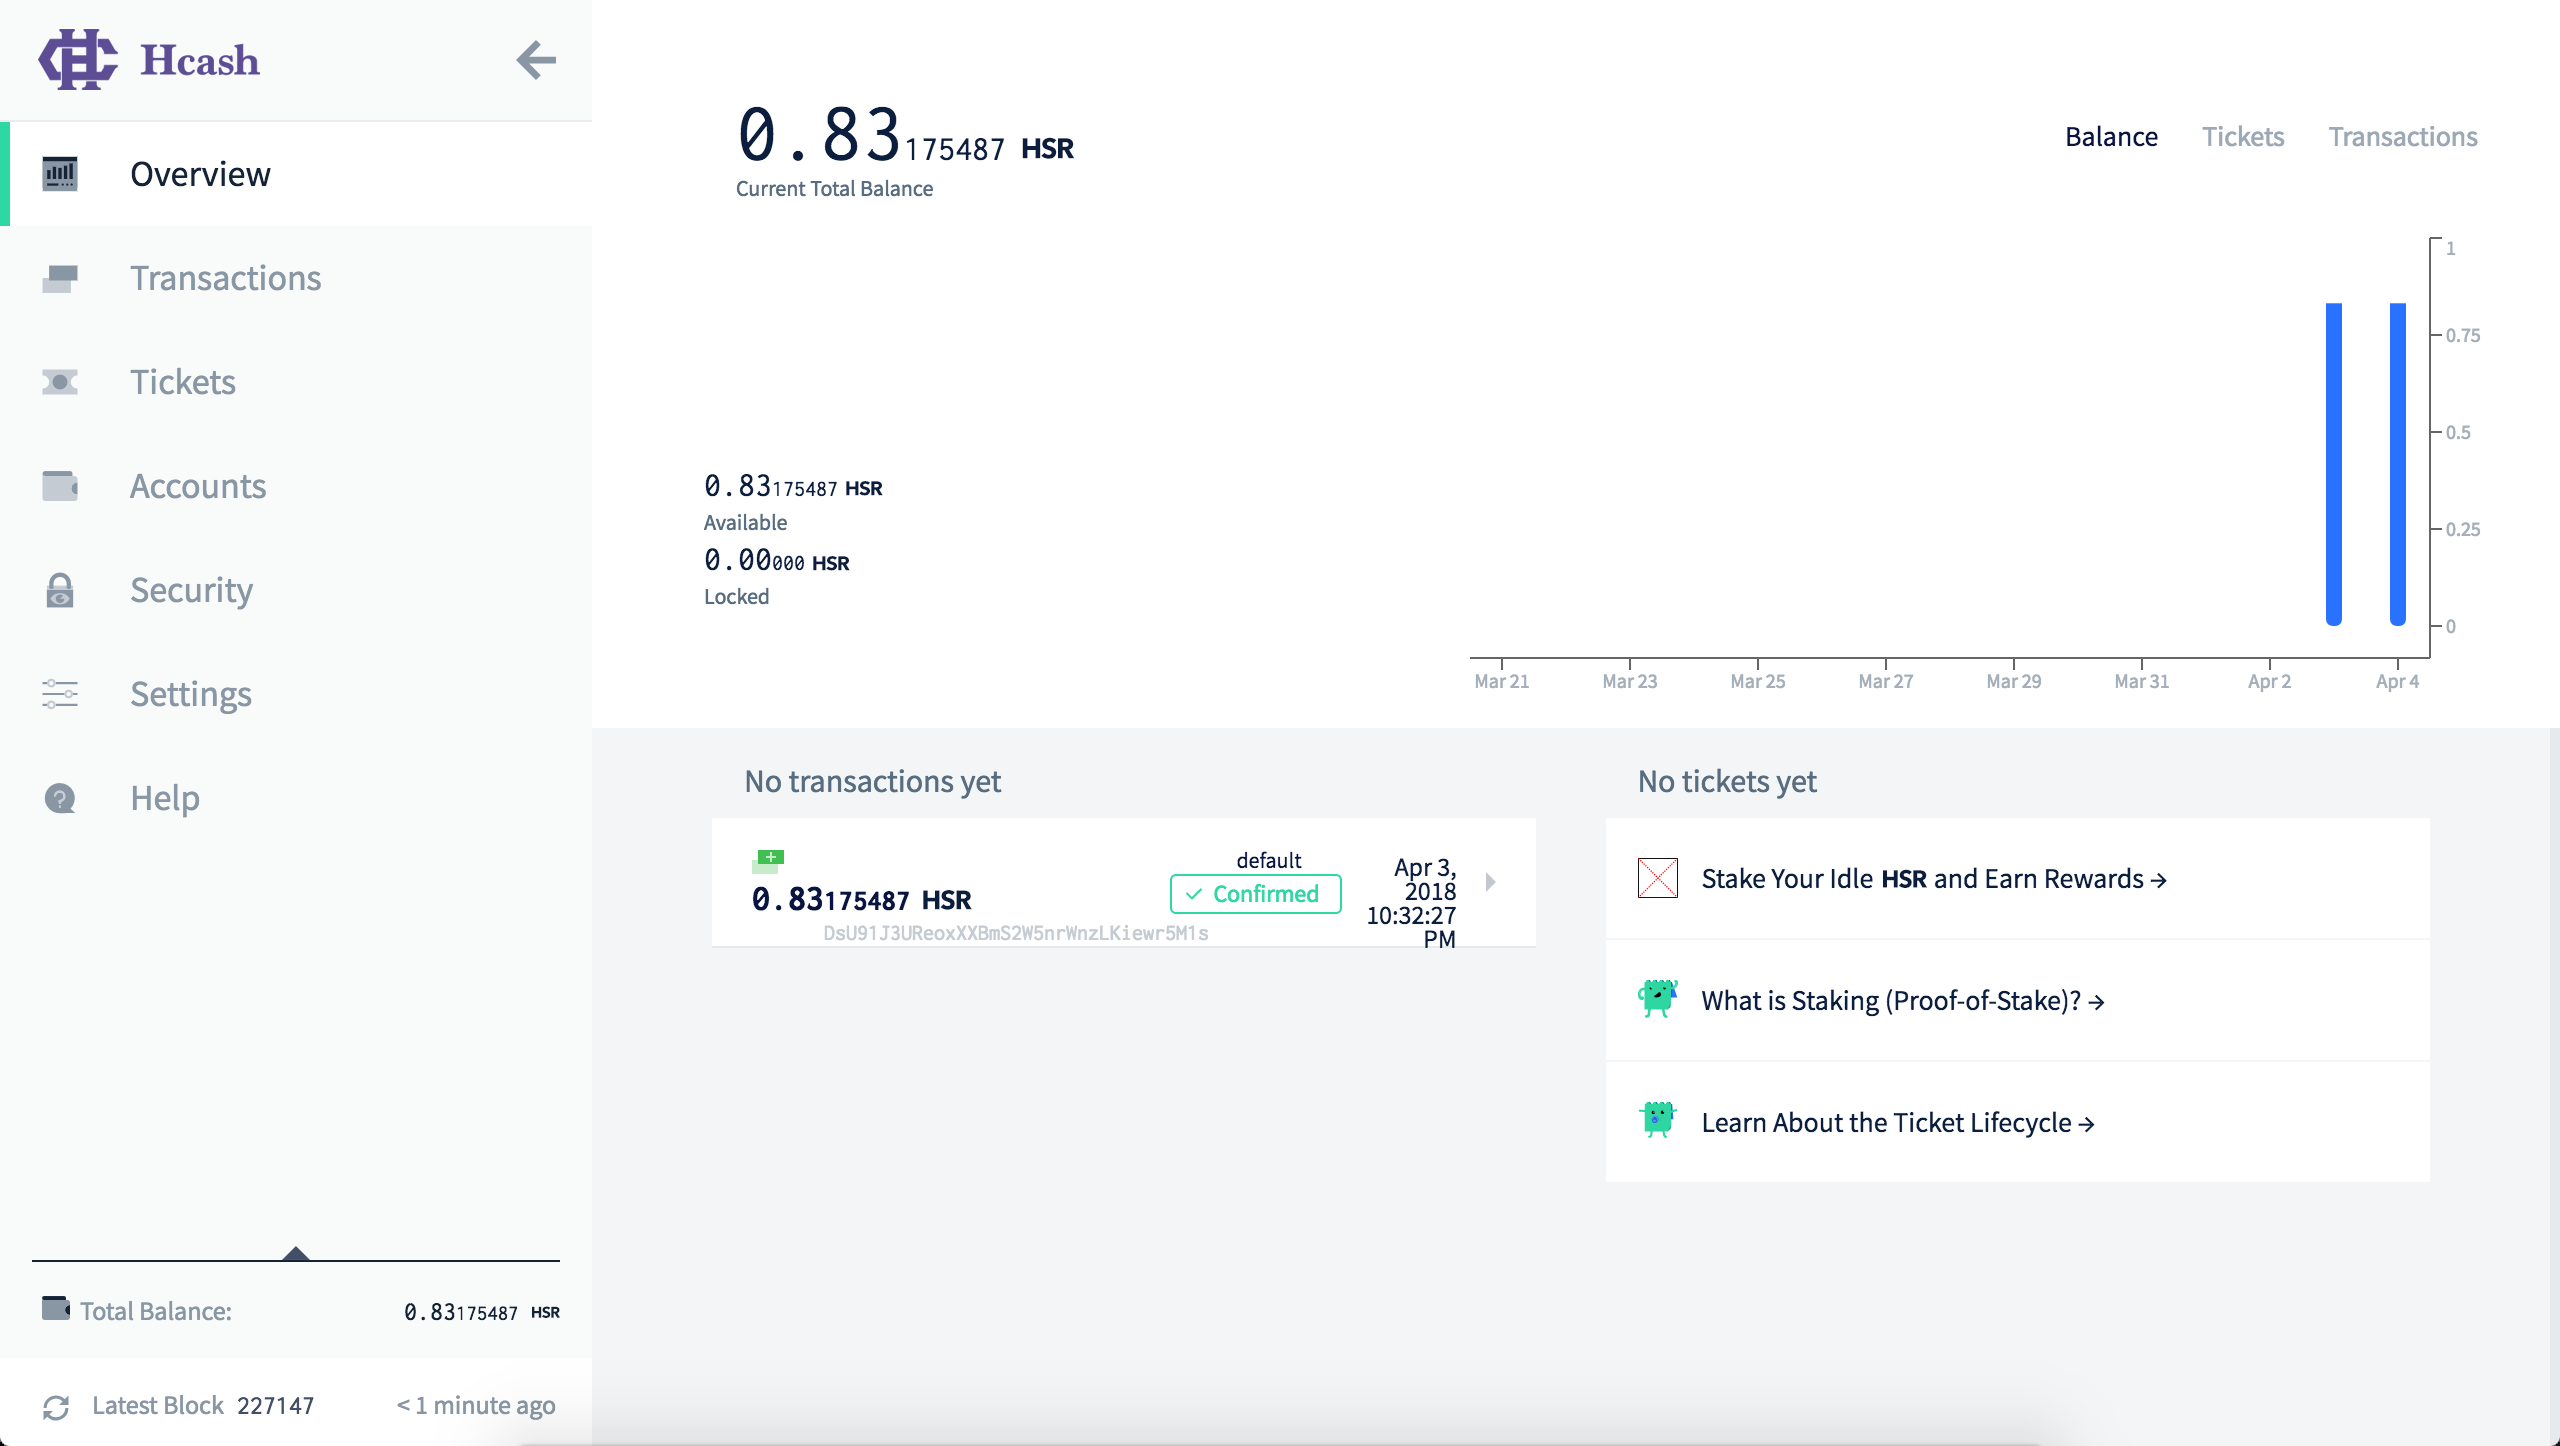 Hcash
Overview
Transactions
Tickets
Accounts
Security
Settings
Help
Total Balance: 0.83175487 HSR
Latest Block 227147 < 1 minute ago
0.83175487 HSR
Current Total Balance
Balance Tickets Transactions
0.83175487 HSR
Available
0.00000 HSR
Locked
1
0.75
0.5
0.25
0
Mar 21 Mar 23 Mar 25 Mar 27 Mar 29 Mar 31 Apr 2 Apr 4
No transactions yet
0.83175487 HSR
DsU91J3UReoxXXBmS2W5nrWnzLKiewr5M1s
default
Confirmed
Apr 3,
2018
10:32:27
PM
No tickets yet
Stake Your Idle HSR and Earn Rewards →
What is Staking (Proof-of-Stake)? →
Learn About the Ticket Lifecycle →